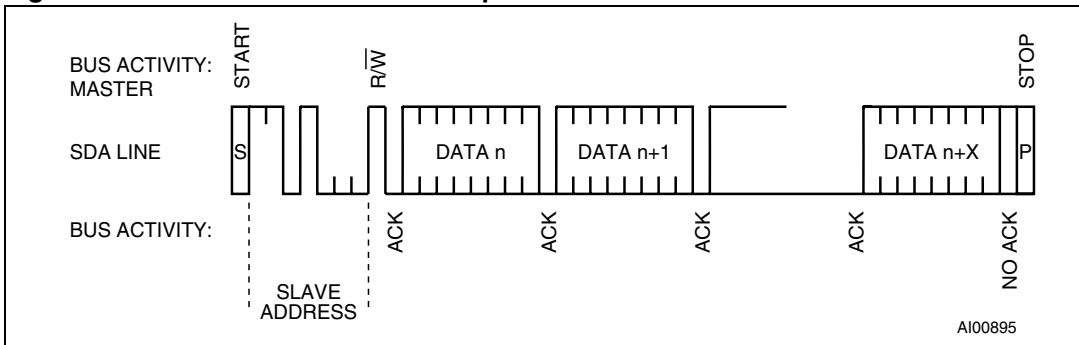 START
R/W
STOP
BUS ACTIVITY:
MASTER
SDA LINE
S
DATA n
DATA n+1
DATA n+X
P
BUS ACTIVITY:
ACK
ACK
ACK
ACK
NO ACK
SLAVE
ADDRESS
AI00895